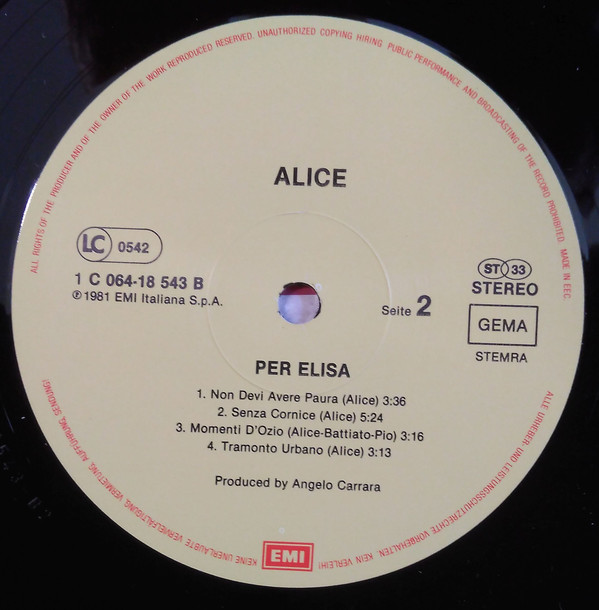 ALL RIGHTS OF THE PRODUCER AND OF THE OWNER OF THE WORK REPRODUCED RESERVED. UNAUTHORIZED COPYING HIRING PUBLIC PERFORMANCE AND BROADCASTING OF THE RECORD PROHIBITED. MADE IN EEC.
ALICE
LC 0542
1 C 064-18 543 B
℗1981 EMI Italiana S.p.A.
Seite 2
ST 33
STEREO
GEMA
STEMRA
PER ELISA
1. Non Devi Avere Paura (Alice) 3:36
2. Senza Cornice (Alice) 5:24
3. Momenti D'Ozio (Alice-Battiato-Pio) 3:16
4. Tramonto Urbano (Alice) 3:13
Produced by Angelo Carrara
EMI
ALLE URHEBER- UND LEISTUNGSSCHUTZRECHTE VORBEHALTEN. KEIN VERLEIH! KEINE UNERLAUBTE VERVIELFÄLTIGUNG, VERMIETUNG, AUFFÜHRUNG, SENDUNG!